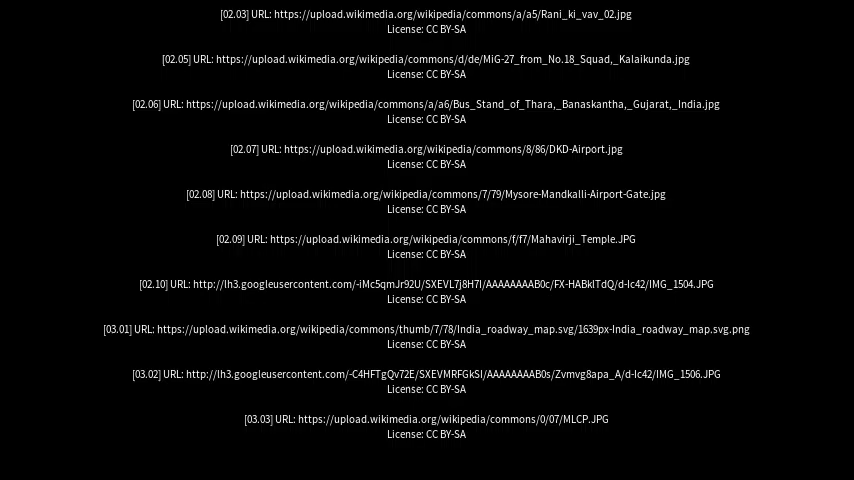 [02.03] URL: https://upload.wikimedia.org/wikipedia/commons/a/a5/Rani_ki_vav_02.jpg
License: CC BY-SA
[02.05] URL: https://upload.wikimedia.org/wikipedia/commons/d/de/MiG-27_from_No.18_Squad,_Kalaikunda.jpg
License: CC BY-SA
[02.06] URL: https://upload.wikimedia.org/wikipedia/commons/a/a6/Bus_Stand_of_Thara,_Banaskantha,_Gujarat,_India.jpg
License: CC BY-SA
[02.07] URL: https://upload.wikimedia.org/wikipedia/commons/8/86/DKD-Airport.jpg
License: CC BY-SA
[02.08] URL: https://upload.wikimedia.org/wikipedia/commons/7/79/Mysore-Mandkalli-Airport-Gate.jpg
License: CC BY-SA
[02.09] URL: https://upload.wikimedia.org/wikipedia/commons/f/f7/Mahavirji_Temple.JPG
License: CC BY-SA
[02.10] URL: http://lh3.googleusercontent.com/-iMc5qmJr92U/SXEVL7j8H7I/AAAAAAAAB0c/FX-HABkITdQ/d-Ic42/IMG_1504.JPG
License: CC BY-SA
[03.01] URL: https://upload.wikimedia.org/wikipedia/commons/thumb/7/78/India_roadway_map.svg/1639px-India_roadway_map.svg.png
License: CC BY-SA
[03.02] URL: http://lh3.googleusercontent.com/-C4HFTgQv72E/SXEVMRFGkSI/AAAAAAAAB0s/Zvmvg8apa_A/d-Ic42/IMG_1506.JPG
License: CC BY-SA
[03.03] URL: https://upload.wikimedia.org/wikipedia/commons/0/07/MLCP.JPG
License: CC BY-SA